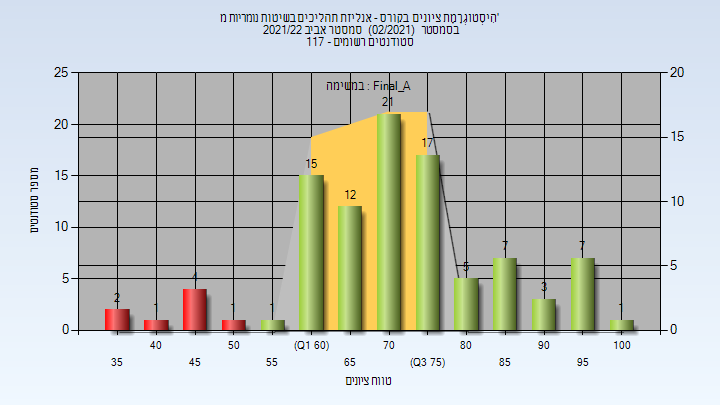 היסטוגרמת ציונים בקורס - אנליזת תהליכים בשיטות נומריות מ'
בסמסטר (02/2021) סמסטר אביב 2021/22
סטודנטים רשומים - 117
במשימה : Final_A
25 20 15 10 5 0
מספר סטודנטים
20 15 10 5 0
2 1 4 1 1 15 12 21 17 5 7 3 7 1
35 40 45 50 55 (Q1 60) 65 70 (Q3 75) 80 85 90 95 100
טווח ציונים